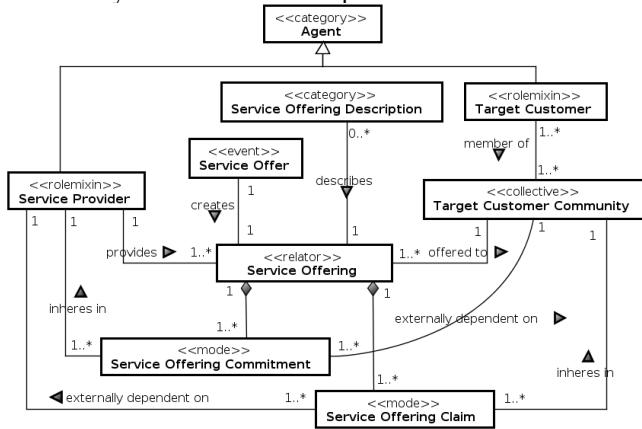 <<category>>
Agent
<<category>>
Service Offering Description
<<rolemixin>>
Target Customer
0..*
1..*
<<event>>
Service Offer
member of
1..*
<<rolemixin>>
Service Provider
describes
<<collective>>
Target Customer Community
1
1
1
1
creates
1
1
1
1
1
provides
1..*
<<relator>>
Service Offering
1..*
offered to
1
1
inheres in
externally dependent on
1..*
1..*
<<mode>>
Service Offering Commitment
1..*
inheres in
1..*
externally dependent on
1..*
<<mode>>
Service Offering Claim
1..*